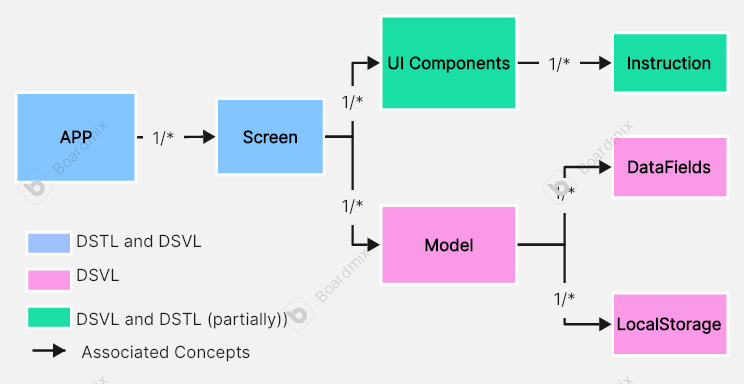 UI Components
1/*
Instruction
1/*
APP
1/*
Screen
Boardmix
Boardmix
DataFields
1/*
1/*
Model
DSTL and DSVL
DSVL
Boardmix
1/*
DSVL and DSTL (partially))
LocalStorage
Associated Concepts